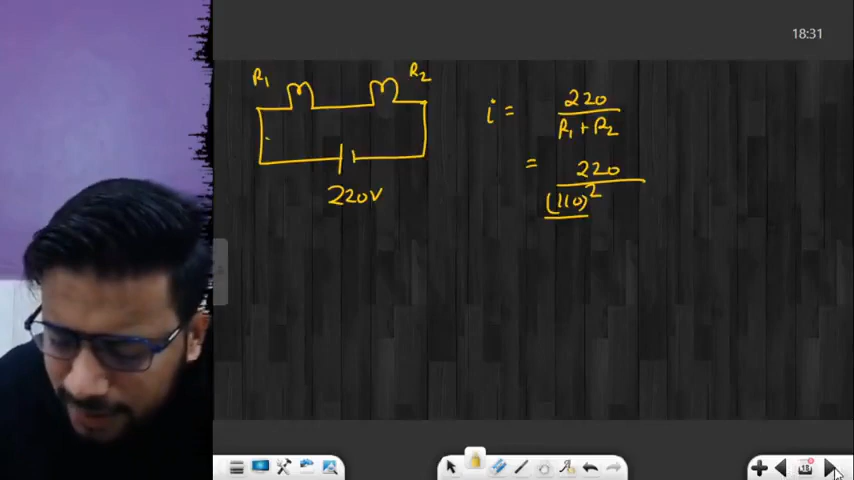 18:31
R1
R2
i = 220
R1 + R2
= 220
(110)²
220V